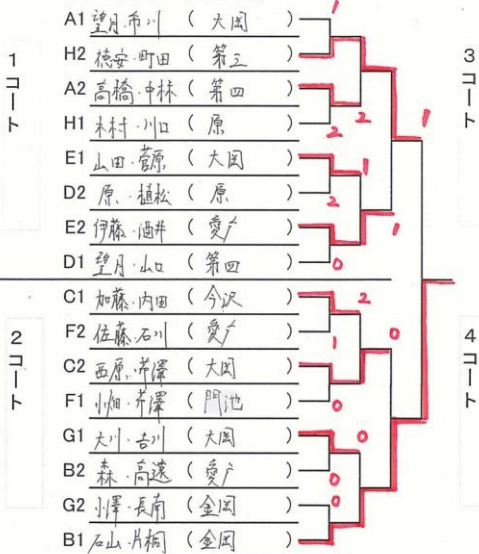 1コート
A1 望月・市川 （ 大岡 ） 1
H2 徳安・町田 （ 第三 ）
A2 高橋・中林 （ 第四 ）
H1 木村・川口 （ 原 ） 2 2
E1 山田・菅原 （ 大岡 ） 1
D2 原・植松 （ 原 ） 2
E2 伊藤・酒井 （ 愛广 ） 1
D1 望月・山口 （ 第四 ） 0
3コート
1
2コート
C1 加藤・内田 （ 今沢 ） 2
F2 佐藤・石川 （ 愛广 ） 1 0
C2 西原・芹澤 （ 大岡 ）
F1 小畑・芹澤 （ 門池 ） 0
G1 大川・古川 （ 大岡 ） 0
B2 森・高遠 （ 愛广 ） 0
G2 小澤・長南 （ 金岡 ） 0
B1 石山・片桐 （ 金岡 ）
4コート